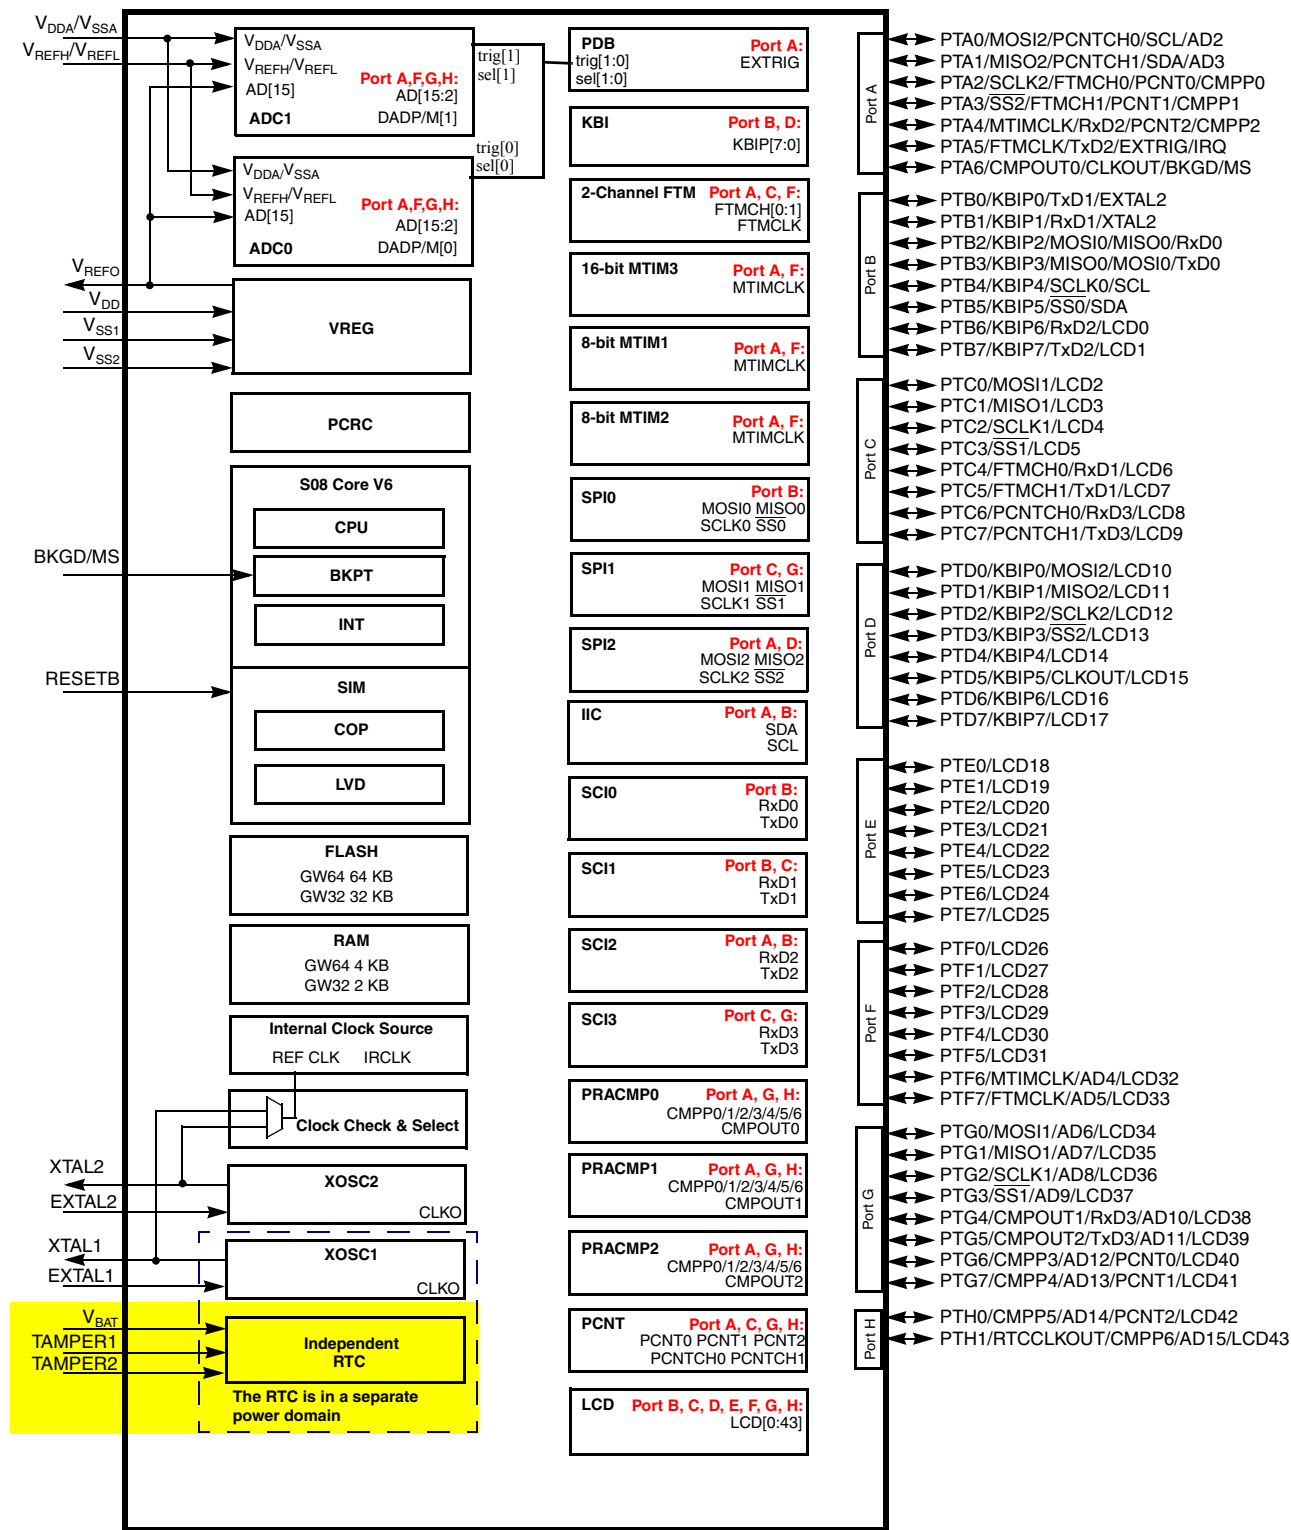 VDDA/VSSA
VREFH/VREFL
VDDA/VSSA
VREFH/VREFL
AD[15]
Port A,F,G,H:
AD[15:2]
ADC1
DADP/M[1]
trig[1]
sel[1]
VDDA/VSSA
VREFH/VREFL
AD[15]
Port A,F,G,H:
AD[15:2]
ADC0
DADP/M[0]
trig[0]
sel[0]
VREFO
VDD
VSS1
VSS2
VREG
PCRC
S08 Core V6
CPU
BKGD/MS
BKPT
INT
RESETB
SIM
COP
LVD
FLASH
GW64 64 KB
GW32 32 KB
RAM
GW64 4 KB
GW32 2 KB
Internal Clock Source
REF CLK IRCLK
Clock Check & Select
XTAL2
EXTAL2
XOSC2
CLKO
XTAL1
EXTAL1
XOSC1
CLKO
VBAT
TAMPER1
TAMPER2
Independent
RTC
The RTC is in a separate
power domain
PDB
Port A:
trig[1:0]
EXTRIG
sel[1:0]
KBI
Port B, D:
KBIP[7:0]
2-Channel FTM
Port A, C, F:
FTMCH[0:1]
FTMCLK
16-bit MTIM3
Port A, F:
MTIMCLK
8-bit MTIM1
Port A, F:
MTIMCLK
8-bit MTIM2
Port A, F:
MTIMCLK
SPI0
Port B:
MOSI0 MISO0
SCLK0 SS0
SPI1
Port C, G:
MOSI1 MISO1
SCLK1 SS1
SPI2
Port A, D:
MOSI2 MISO2
SCLK2 SS2
IIC
Port A, B:
SDA
SCL
SCI0
Port B:
RxD0
TxD0
SCI1
Port B, C:
RxD1
TxD1
SCI2
Port A, B:
RxD2
TxD2
SCI3
Port C, G:
RxD3
TxD3
PRACMP0
Port A, G, H:
CMPP0/1/2/3/4/5/6
CMPOUT0
PRACMP1
Port A, G, H:
CMPP0/1/2/3/4/5/6
CMPOUT1
PRACMP2
Port A, G, H:
CMPP0/1/2/3/4/5/6
CMPOUT2
PCNT
Port A, C, G, H:
PCNT0 PCNT1 PCNT2
PCNTCH0 PCNTCH1
LCD
Port B, C, D, E, F, G, H:
LCD[0:43]
Port A
PTA0/MOSI2/PCNTCH0/SCL/AD2
PTA1/MISO2/PCNTCH1/SDA/AD3
PTA2/SCLK2/FTMCH0/PCNT0/CMPP0
PTA3/SS2/FTMCH1/PCNT1/CMPP1
PTA4/MTIMCLK/RxD2/PCNT2/CMPP2
PTA5/FTMCLK/TxD2/EXTRIG/IRQ
PTA6/CMPOUT0/CLKOUT/BKGD/MS
Port B
PTB0/KBIP0/TxD1/EXTAL2
PTB1/KBIP1/RxD1/XTAL2
PTB2/KBIP2/MOSI0/MISO0/RxD0
PTB3/KBIP3/MISO0/MOSI0/TxD0
PTB4/KBIP4/SCLK0/SCL
PTB5/KBIP5/SS0/SDA
PTB6/KBIP6/RxD2/LCD0
PTB7/KBIP7/TxD2/LCD1
Port C
PTC0/MOSI1/LCD2
PTC1/MISO1/LCD3
PTC2/SCLK1/LCD4
PTC3/SS1/LCD5
PTC4/FTMCH0/RxD1/LCD6
PTC5/FTMCH1/TxD1/LCD7
PTC6/PCNTCH0/RxD3/LCD8
PTC7/PCNTCH1/TxD3/LCD9
Port D
PTD0/KBIP0/MOSI2/LCD10
PTD1/KBIP1/MISO2/LCD11
PTD2/KBIP2/SCLK2/LCD12
PTD3/KBIP3/SS2/LCD13
PTD4/KBIP4/LCD14
PTD5/KBIP5/CLKOUT/LCD15
PTD6/KBIP6/LCD16
PTD7/KBIP7/LCD17
Port E
PTE0/LCD18
PTE1/LCD19
PTE2/LCD20
PTE3/LCD21
PTE4/LCD22
PTE5/LCD23
PTE6/LCD24
PTE7/LCD25
Port F
PTF0/LCD26
PTF1/LCD27
PTF2/LCD28
PTF3/LCD29
PTF4/LCD30
PTF5/LCD31
PTF6/MTIMCLK/AD4/LCD32
PTF7/FTMCLK/AD5/LCD33
Port G
PTG0/MOSI1/AD6/LCD34
PTG1/MISO1/AD7/LCD35
PTG2/SCLK1/AD8/LCD36
PTG3/SS1/AD9/LCD37
PTG4/CMPOUT1/RxD3/AD10/LCD38
PTG5/CMPOUT2/TxD3/AD11/LCD39
PTG6/CMPP3/AD12/PCNT0/LCD40
PTG7/CMPP4/AD13/PCNT1/LCD41
Port H
PTH0/CMPP5/AD14/PCNT2/LCD42
PTH1/RTCCLKOUT/CMPP6/AD15/LCD43